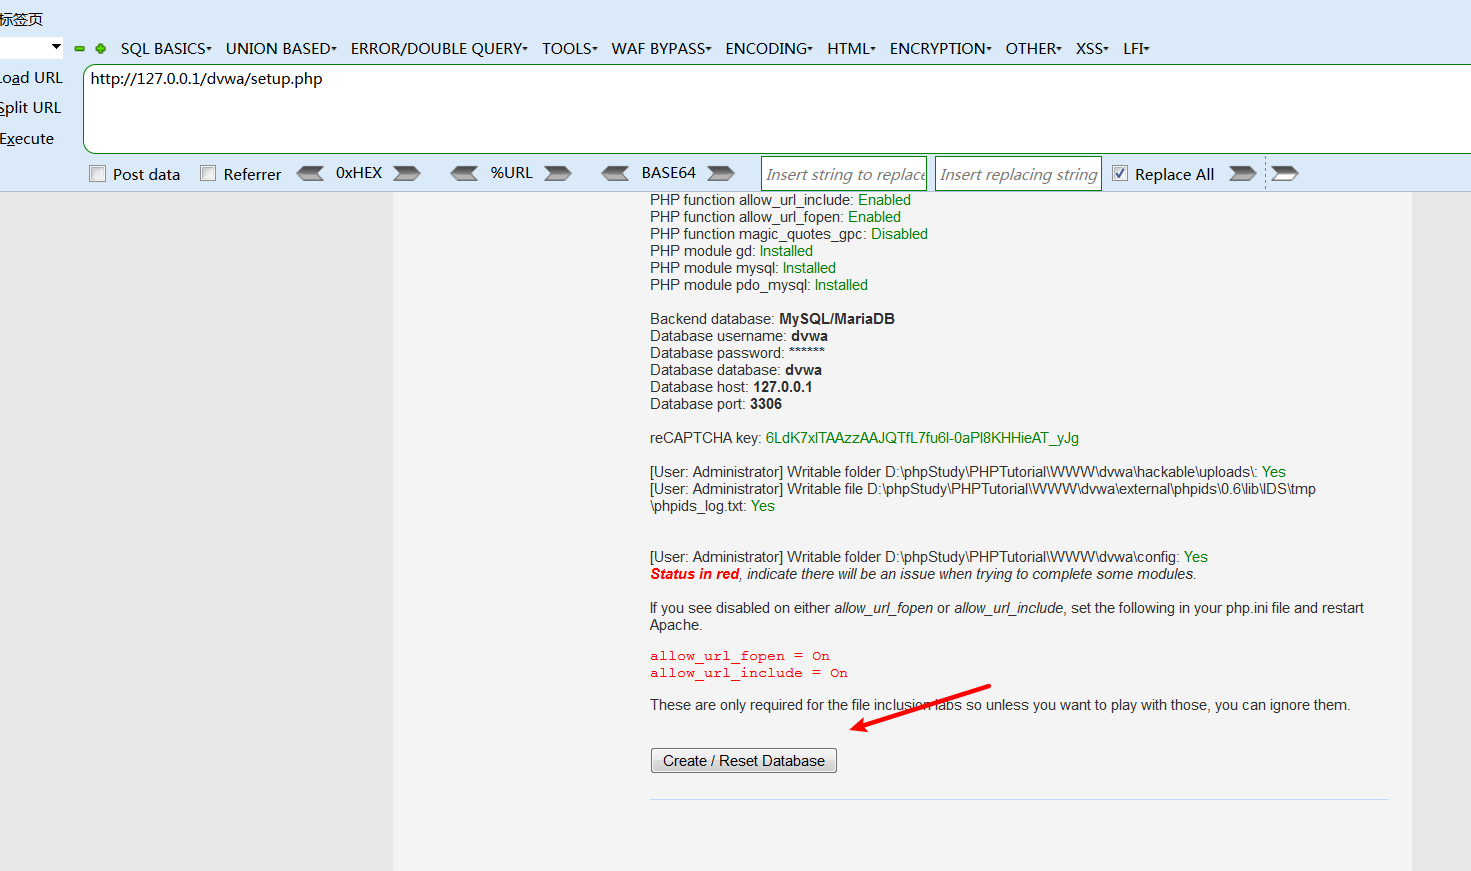 标签页
SQL BASICS▾ UNION BASED▾ ERROR/DOUBLE QUERY▾ TOOLS▾ WAF BYPASS▾ ENCODING▾ HTML▾ ENCRYPTION▾ OTHER▾ XSS▾ LFI▾
oad URL
http://127.0.0.1/dvwa/setup.php
Split URL
Execute
Post data Referrer 0xHEX %URL BASE64 Insert string to replace Insert replacing string Replace All
PHP function allow_url_include: Enabled
PHP function allow_url_fopen: Enabled
PHP function magic_quotes_gpc: Disabled
PHP module gd: Installed
PHP module mysql: Installed
PHP module pdo_mysql: Installed
Backend database: MySQL/MariaDB
Database username: dvwa
Database password: ******
Database database: dvwa
Database host: 127.0.0.1
Database port: 3306
reCAPTCHA key: 6LdK7xITAAzzAAJQTfL7fu6I-0aPl8KHHieAT_yJg
[User: Administrator] Writable folder D:\phpStudy\PHPTutorial\WWW\dvwa\hackable\uploads\: Yes
[User: Administrator] Writable file D:\phpStudy\PHPTutorial\WWW\dvwa\external\phpids\0.6\lib\IDS\tmp
\phpids_log.txt: Yes
[User: Administrator] Writable folder D:\phpStudy\PHPTutorial\WWW\dvwa\config: Yes
Status in red, indicate there will be an issue when trying to complete some modules.
If you see disabled on either allow_url_fopen or allow_url_include, set the following in your php.ini file and restart
Apache.
allow_url_fopen = On
allow_url_include = On
These are only required for the file inclusion labs so unless you want to play with those, you can ignore them.
Create / Reset Database